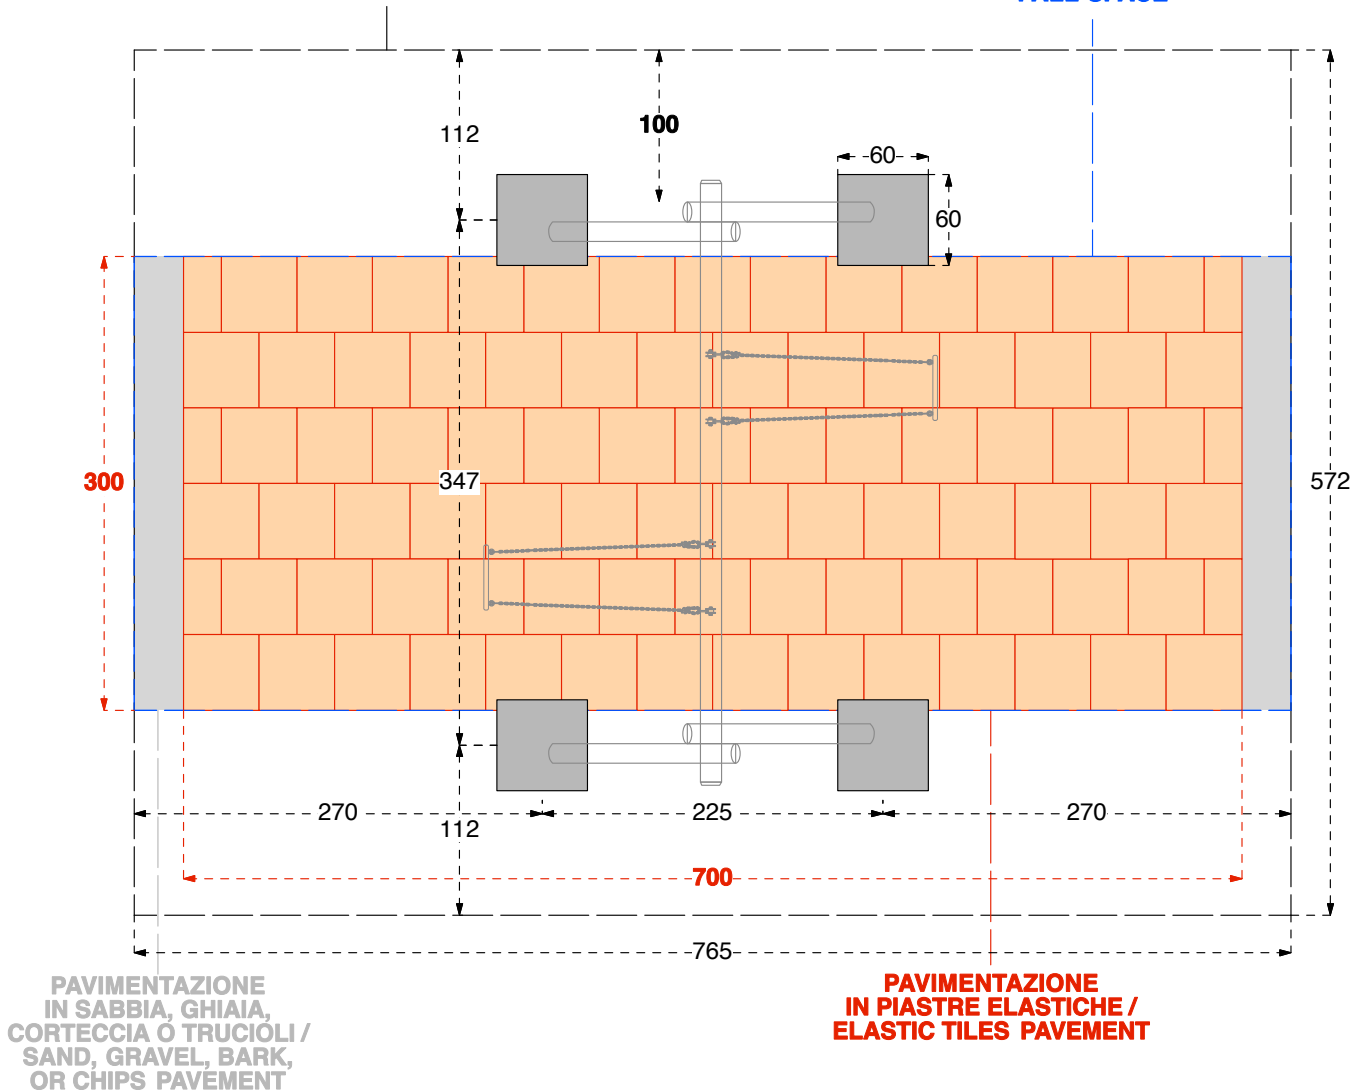 112
100
60
60
300
347
572
270
225
270
112
700
765
PAVIMENTAZIONE
IN SABBIA, GHIAIA,
CORTECCIA O TRUCIOLI /
SAND, GRAVEL, BARK,
OR CHIPS PAVEMENT
PAVIMENTAZIONE
IN PIASTRE ELASTICHE /
ELASTIC TILES PAVEMENT